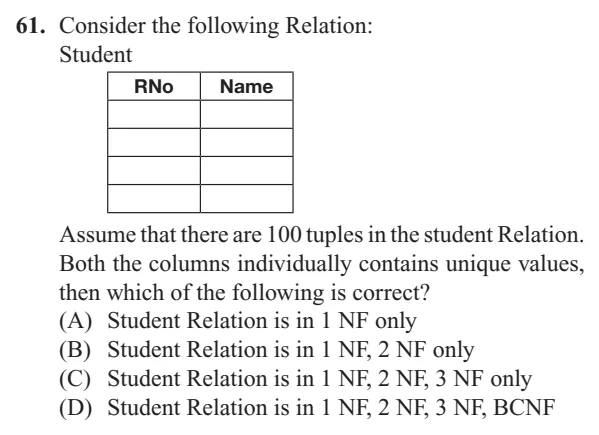 61. Consider the following Relation:
Student
RNo Name
Assume that there are 100 tuples in the student Relation.
Both the columns individually contains unique values,
then which of the following is correct?
(A) Student Relation is in 1 NF only
(B) Student Relation is in 1 NF, 2 NF only
(C) Student Relation is in 1 NF, 2 NF, 3 NF only
(D) Student Relation is in 1 NF, 2 NF, 3 NF, BCNF